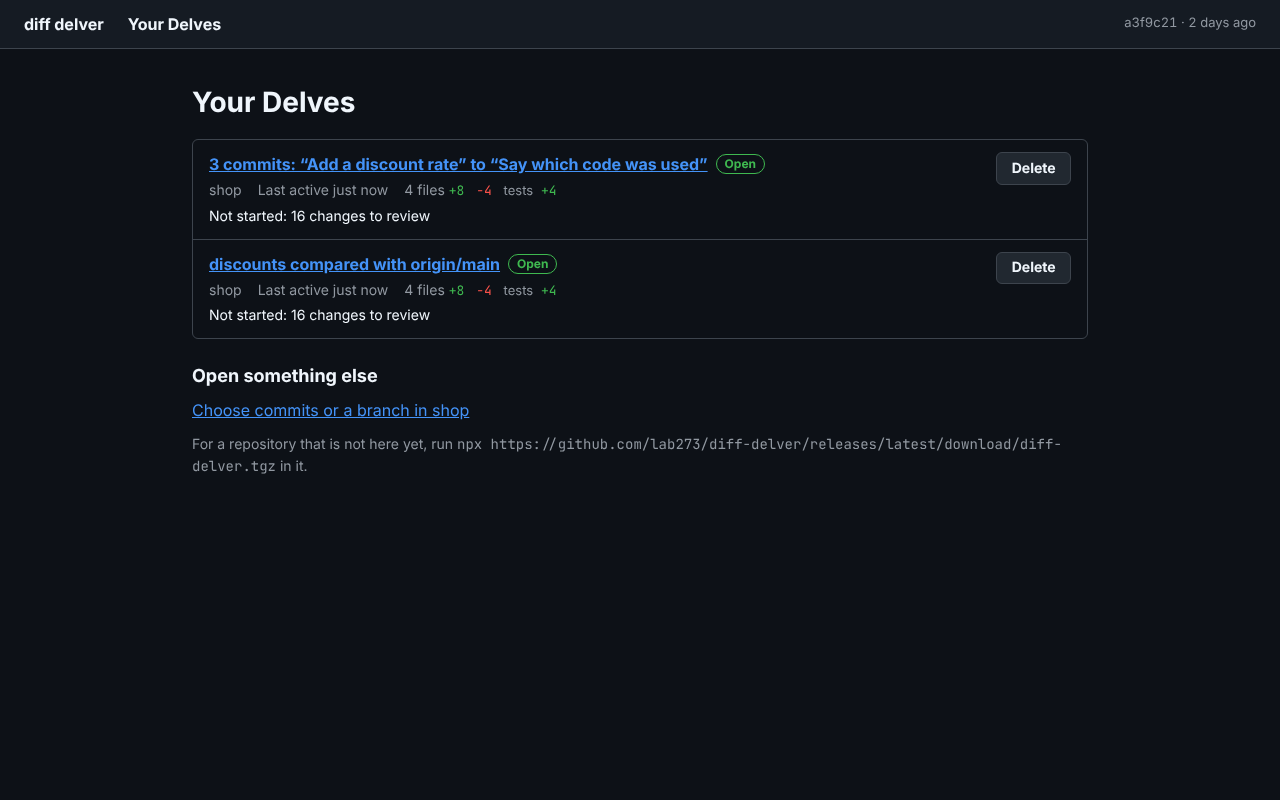 diff delver Your Delves a3f9c21 · 2 days ago
Your Delves
3 commits: “Add a discount rate” to “Say which code was used” Open Delete
shop Last active just now 4 files +8 -4 tests +4
Not started: 16 changes to review
discounts compared with origin/main Open Delete
shop Last active just now 4 files +8 -4 tests +4
Not started: 16 changes to review
Open something else
Choose commits or a branch in shop
For a repository that is not here yet, run npx https://github.com/lab273/diff-delver/releases/latest/download/diff-
delver.tgz in it.